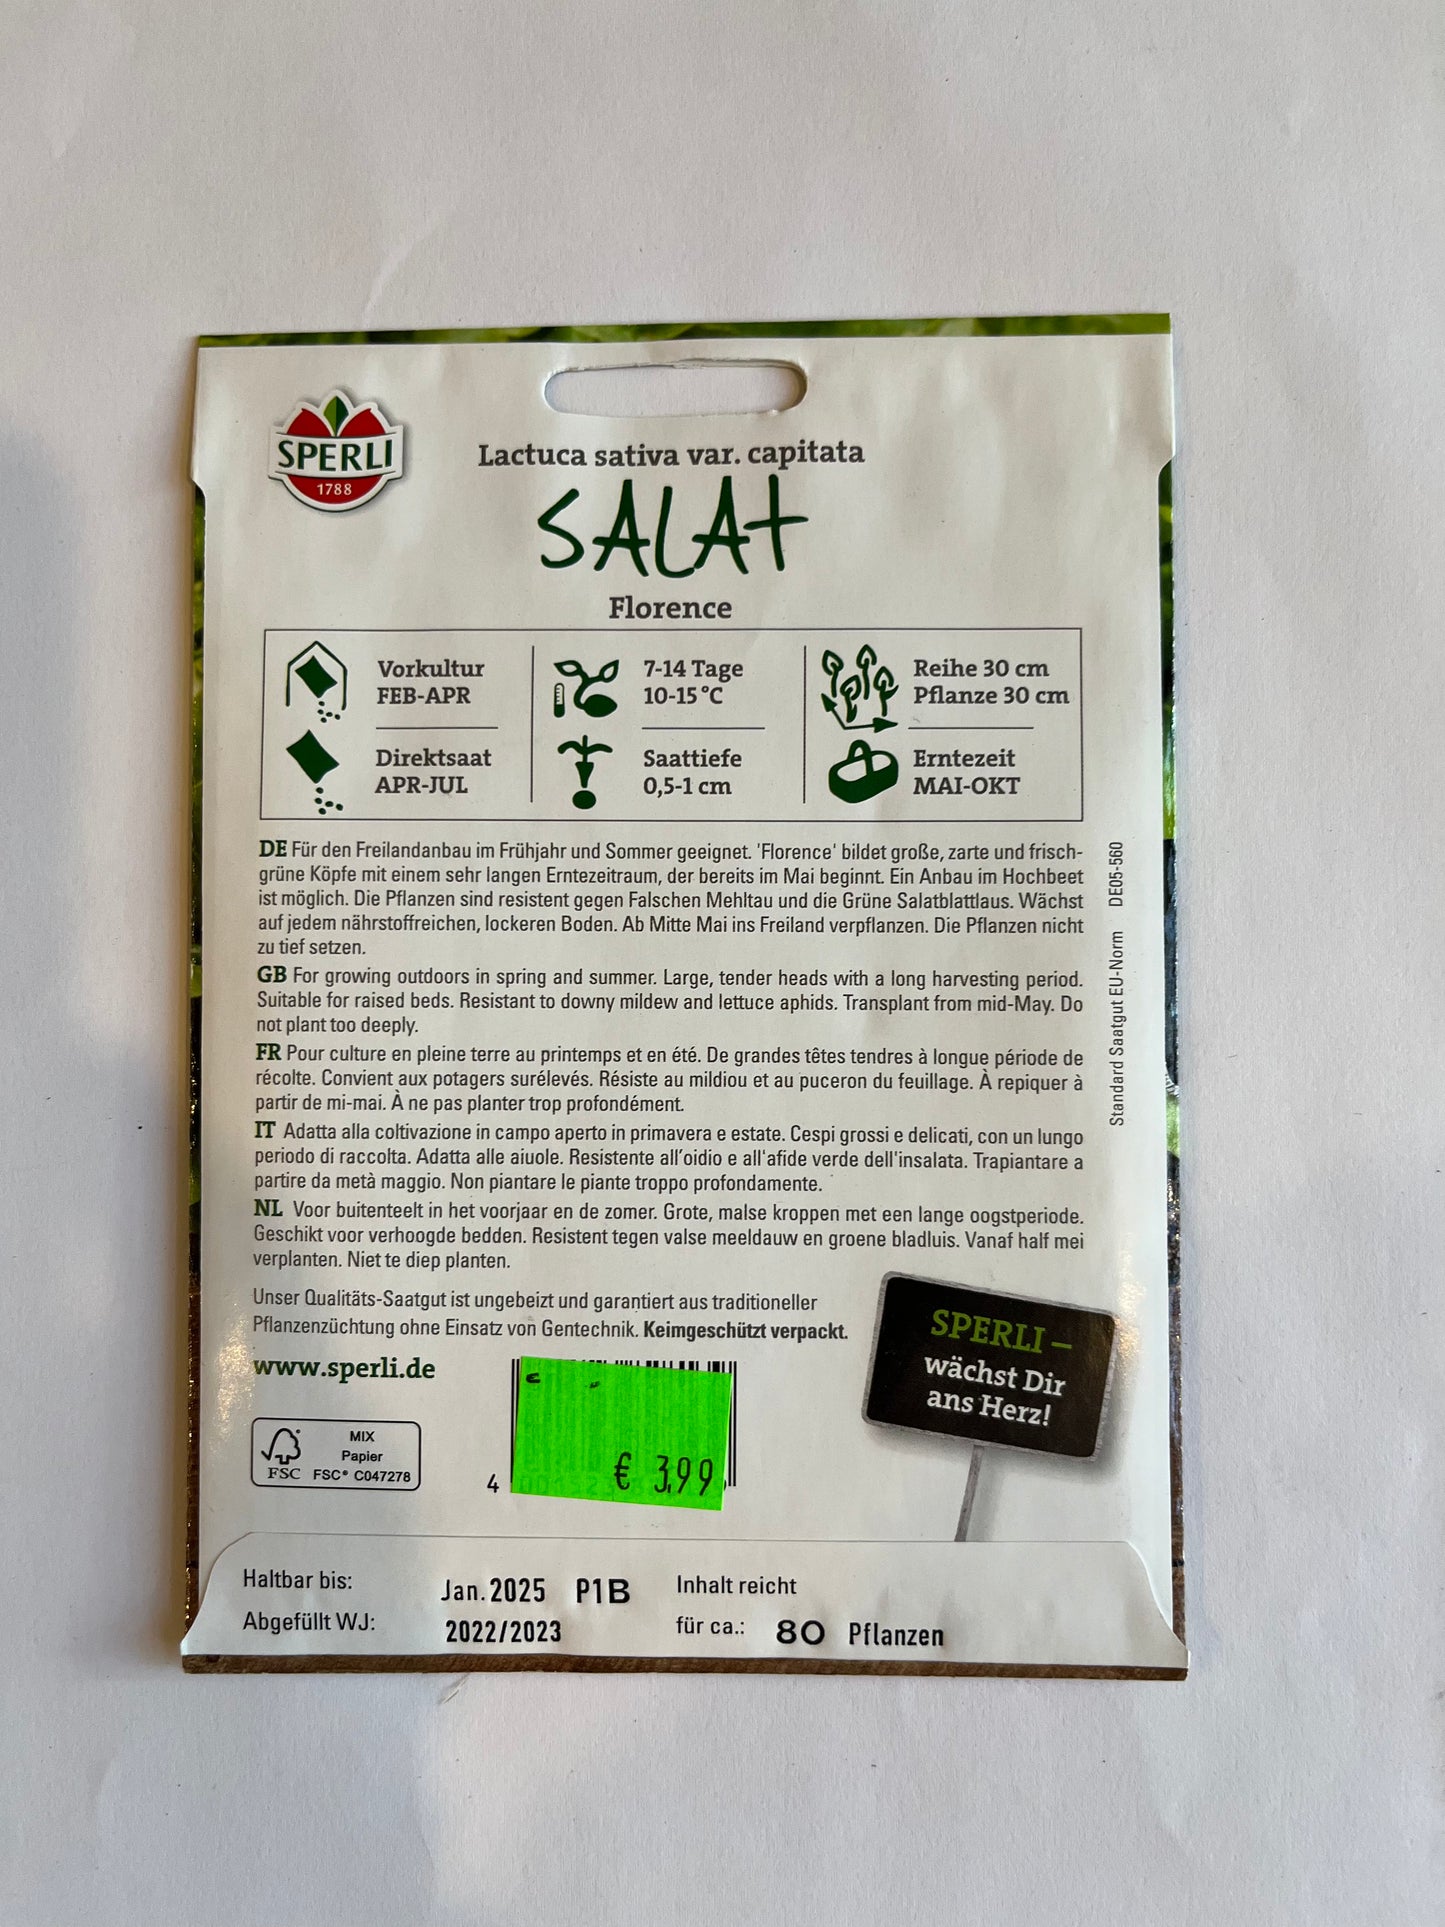 SPERLI
1788
Lactuca sativa var. capitata
SALAt
Florence
Vorkultur
FEB-APR
7-14 Tage
10-15 °C
Reihe 30 cm
Pflanze 30 cm
Direktsaat
APR-JUL
Saattiefe
0,5-1 cm
Erntezeit
MAI-OKT
DE Für den Freilandanbau im Frühjahr und Sommer geeignet. 'Florence' bildet große, zarte und frisch-
grüne Köpfe mit einem sehr langen Erntezeitraum, der bereits im Mai beginnt. Ein Anbau im Hochbeet
ist möglich. Die Pflanzen sind resistent gegen Falschen Mehltau und die Grüne Salatblattlaus. Wächst
auf jedem nährstoffreichen, lockeren Boden. Ab Mitte Mai ins Freiland verpflanzen. Die Pflanzen nicht
zu tief setzen.
GB For growing outdoors in spring and summer. Large, tender heads with a long harvesting period.
Suitable for raised beds. Resistant to downy mildew and lettuce aphids. Transplant from mid-May. Do
not plant too deeply.
FR Pour culture en pleine terre au printemps et en été. De grandes têtes tendres à longue période de
récolte. Convient aux potagers surélevés. Résiste au mildiou et au puceron du feuillage. À repiquer à
partir de mi-mai. À ne pas planter trop profondément.
IT Adatta alla coltivazione in campo aperto in primavera e estate. Cespi grossi e delicati, con un lungo
periodo di raccolta. Adatta alle aiuole. Resistente all'oidio e all'afide verde dell'insalata. Trapiantare a
partire da metà maggio. Non piantare le piante troppo profondamente.
NL Voor buitenteelt in het voorjaar en de zomer. Grote, malse kroppen met een lange oogstperiode.
Geschikt voor verhoogde bedden. Resistent tegen valse meeldauw en groene bladluis. Vanaf half mei
verplanten. Niet te diep planten.
Standard Saatgut EU-Norm DE05-560
Unser Qualitäts-Saatgut ist ungebeizt und garantiert aus traditioneller
Pflanzenzüchtung ohne Einsatz von Gentechnik. Keimgeschützt verpackt.
www.sperli.de
SPERLI –
wächst Dir
ans Herz!
MIX
Papier
FSC FSC® C047278
4
€ 3,99
Haltbar bis: Jan.2025 P1B
Abgefüllt WJ: 2022/2023
Inhalt reicht
für ca.: 80 Pflanzen